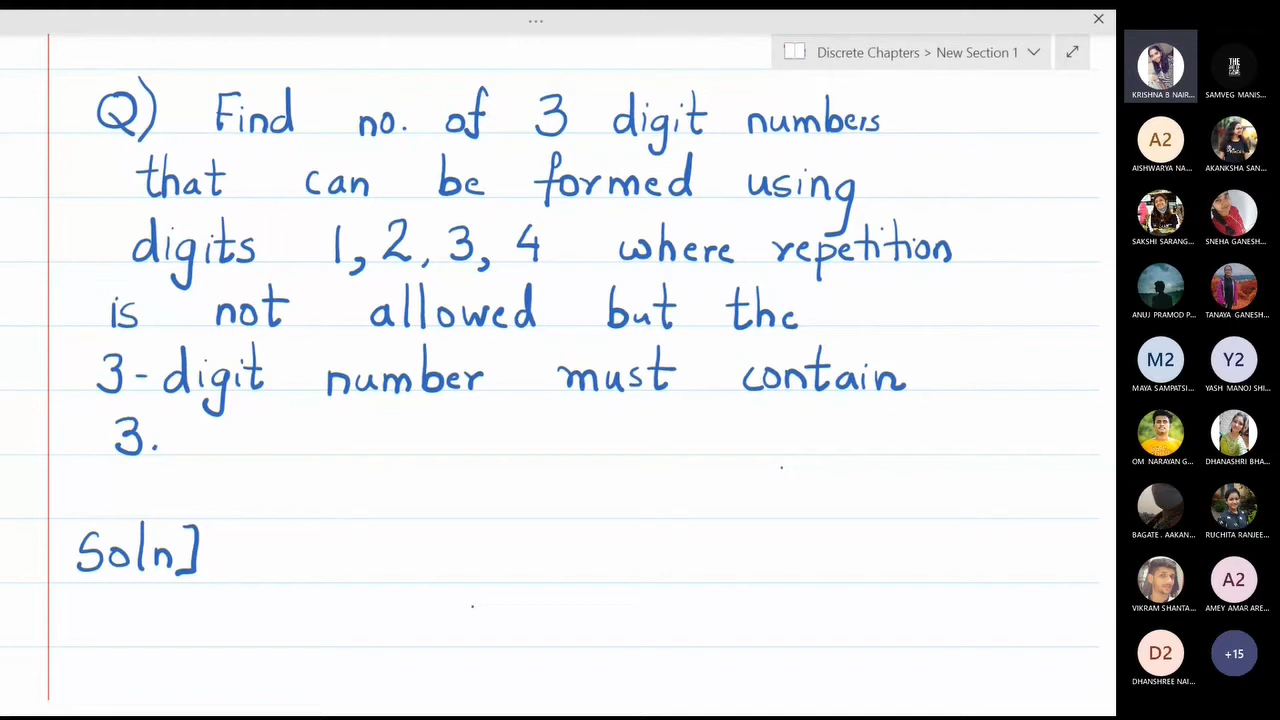 ...
Discrete Chapters > New Section 1
Q) Find no. of 3 digit numbers
that can be formed using
digits 1, 2, 3, 4 where repetition
is not allowed but the
3-digit number must contain
3.
Soln]
KRISHNA B NAIR...
SAMVEG MANIS...
A2
AISHWARYA NA...
AKANKSHA SAN...
SAKSHI SARANG...
SNEHA GANESH...
ANUJ PRAMOD P...
TANAYA GANESH...
M2
MAYA SAMPATSI...
Y2
YASH MANOJ SHI...
OM NARAYAN G...
DHANASHRI BHA...
BAGATE . AAKAN...
RUCHITA RANJEE...
VIKRAM SHANTA...
A2
AMEY AMAR ARE...
D2
DHANSHREE NAI...
+15